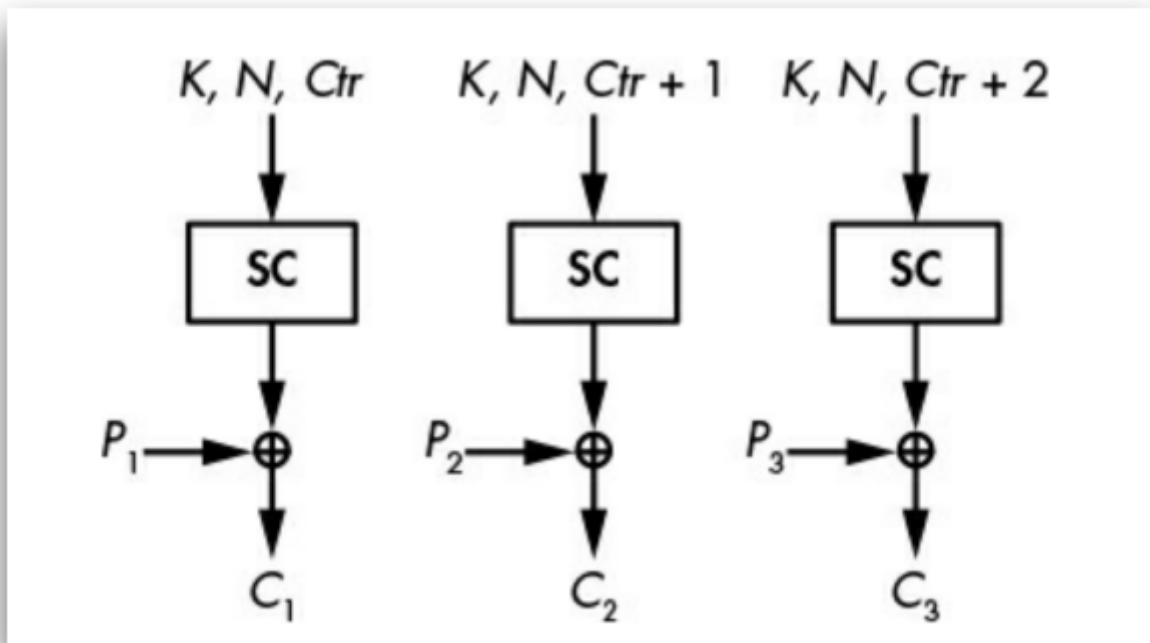 K, N, Ctr K, N, Ctr + 1 K, N, Ctr + 2
SC SC SC
P₁ P₂ P₃
C₁ C₂ C₃